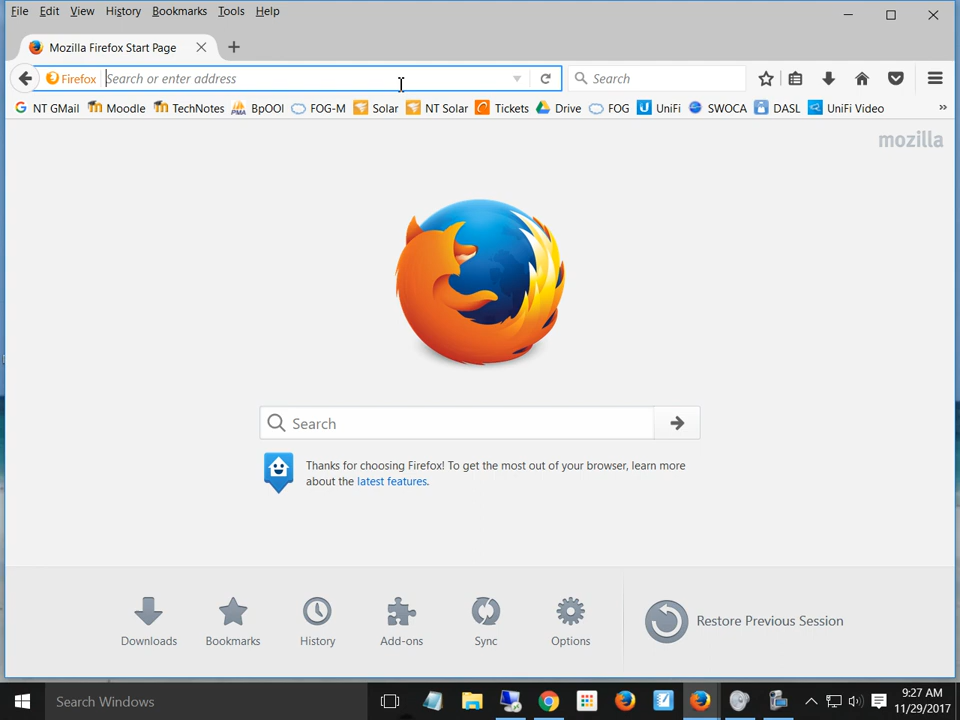 File Edit View History Bookmarks Tools Help
Mozilla Firefox Start Page
Firefox Search or enter address Search
NT GMail Moodle TechNotes BpOOl FOG-M Solar NT Solar Tickets Drive FOG UniFi SWOCA DASL UniFi Video
mozilla
Search
Thanks for choosing Firefox! To get the most out of your browser, learn more
about the latest features.
Downloads Bookmarks History Add-ons Sync Options Restore Previous Session
Search Windows
9:27 AM
11/29/2017